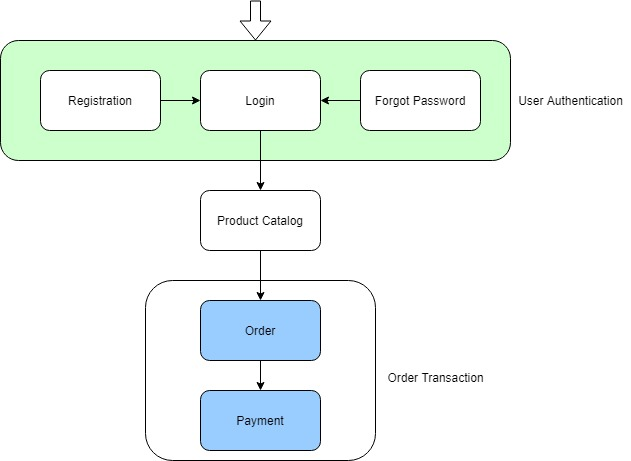 Registration
Login
Forgot Password
User Authentication
Product Catalog
Order
Order Transaction
Payment